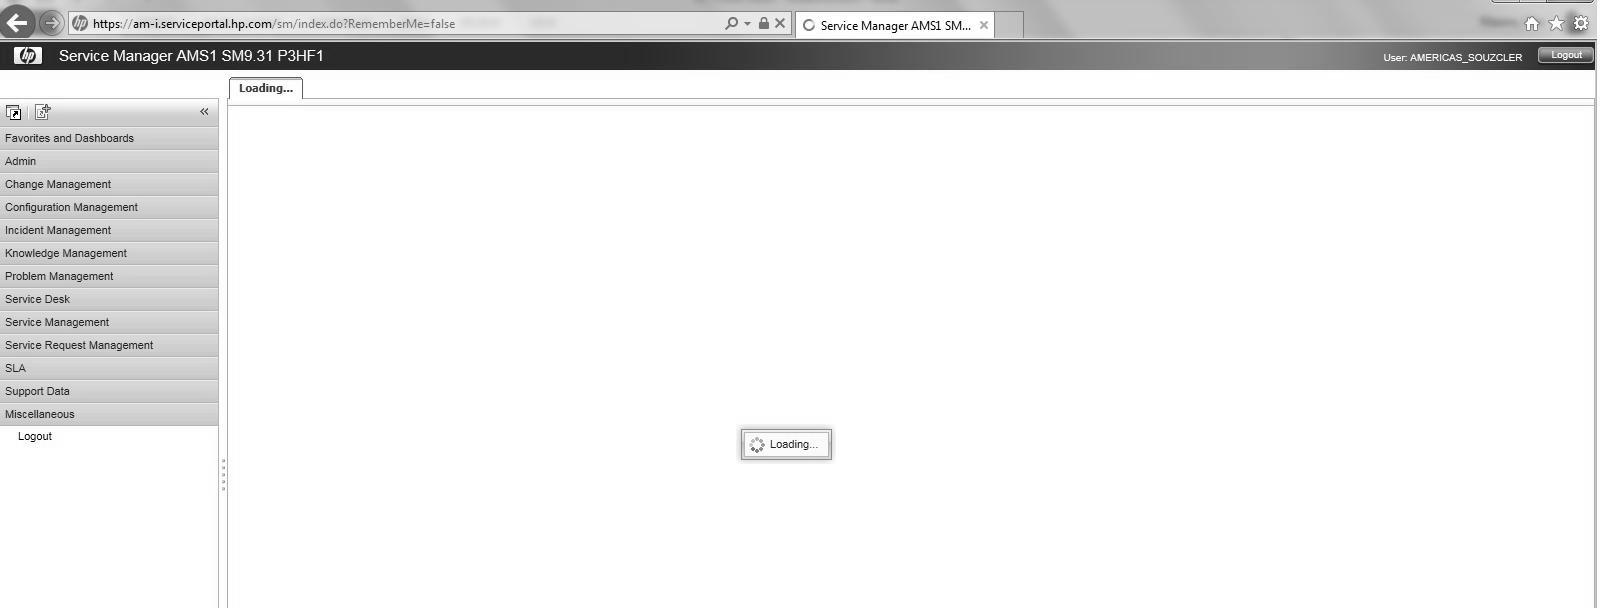 https://am-i.serviceportal.hp.com/sm/index.do?RememberMe=false
Service Manager AMS1 SM...
hp
Service Manager AMS1 SM9.31 P3HF1
User: AMERICAS_SOUZCLER
Logout
Loading...
Favorites and Dashboards
Admin
Change Management
Configuration Management
Incident Management
Knowledge Management
Problem Management
Service Desk
Service Management
Service Request Management
SLA
Support Data
Miscellaneous
Logout
Loading...